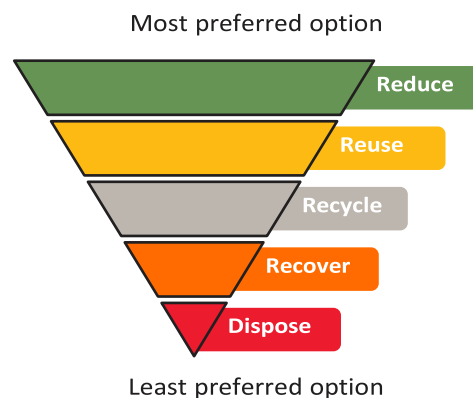 Most preferred option
Reduce
Reuse
Recycle
Recover
Dispose
Least preferred option